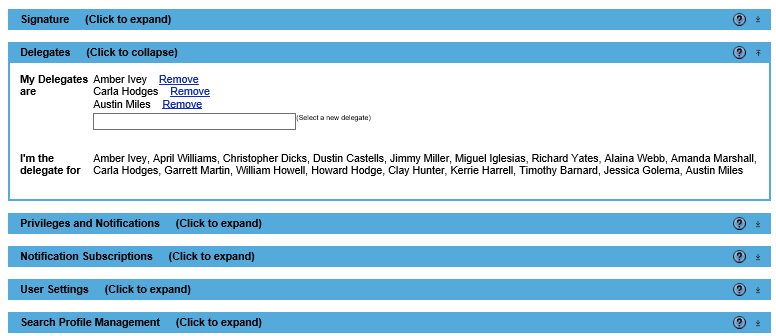 Signature (Click to expand)
Delegates (Click to collapse)
My Delegates are
Amber Ivey Remove
Carla Hodges Remove
Austin Miles Remove
(Select a new delegate)
I'm the delegate for
Amber Ivey, April Williams, Christopher Dicks, Dustin Castells, Jimmy Miller, Miguel Iglesias, Richard Yates, Alaina Webb, Amanda Marshall,
Carla Hodges, Garrett Martin, William Howell, Howard Hodge, Clay Hunter, Kerrie Harrell, Timothy Barnard, Jessica Golema, Austin Miles
Privileges and Notifications (Click to expand)
Notification Subscriptions (Click to expand)
User Settings (Click to expand)
Search Profile Management (Click to expand)